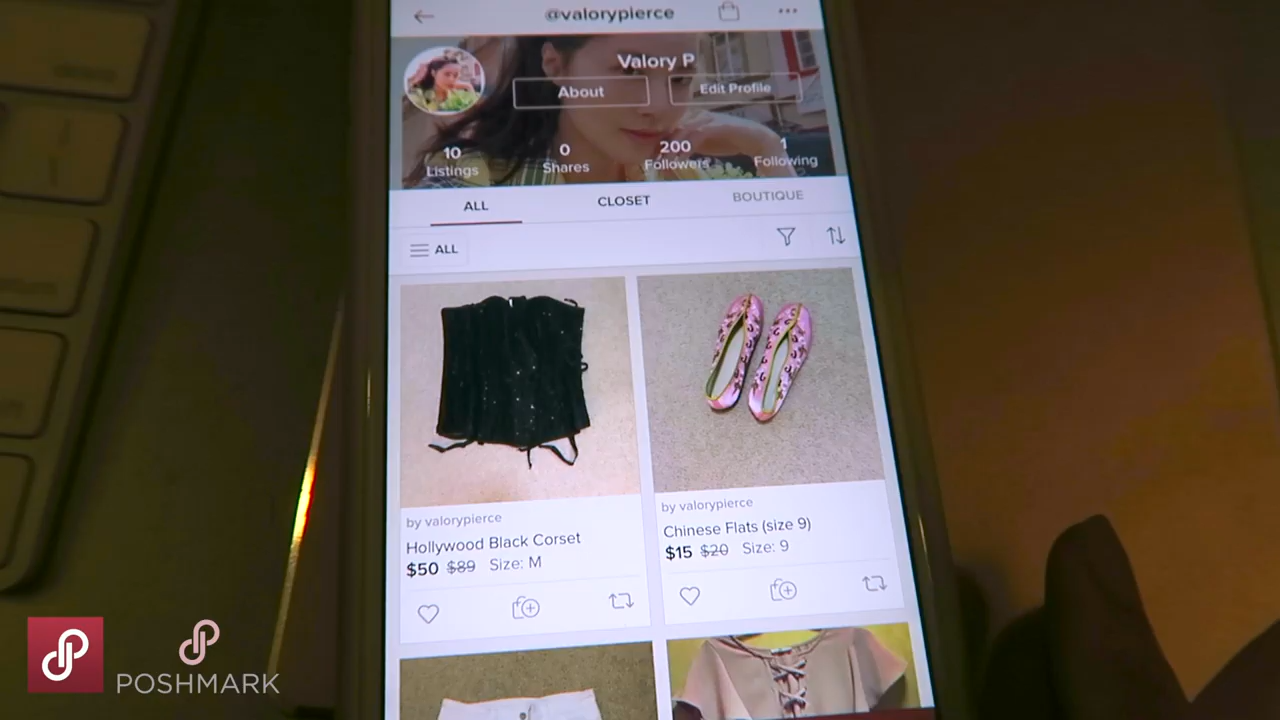 @valorypierce
Valory P
About
Edit Profile
10
Listings
0
Shares
200
Followers
1
Following
ALL
CLOSET
BOUTIQUE
ALL
by valorypierce
Hollywood Black Corset
$50 $89 Size: M
by valorypierce
Chinese Flats (size 9)
$15 $20 Size: 9
POSHMARK